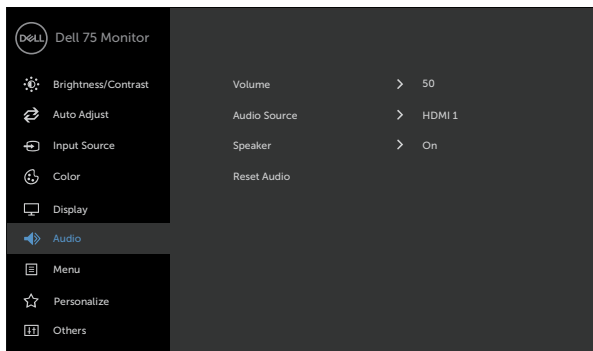 DELL Dell 75 Monitor
Brightness/Contrast
Auto Adjust
Input Source
Color
Display
Audio
Menu
Personalize
Others
Volume 50
Audio Source HDMI 1
Speaker On
Reset Audio